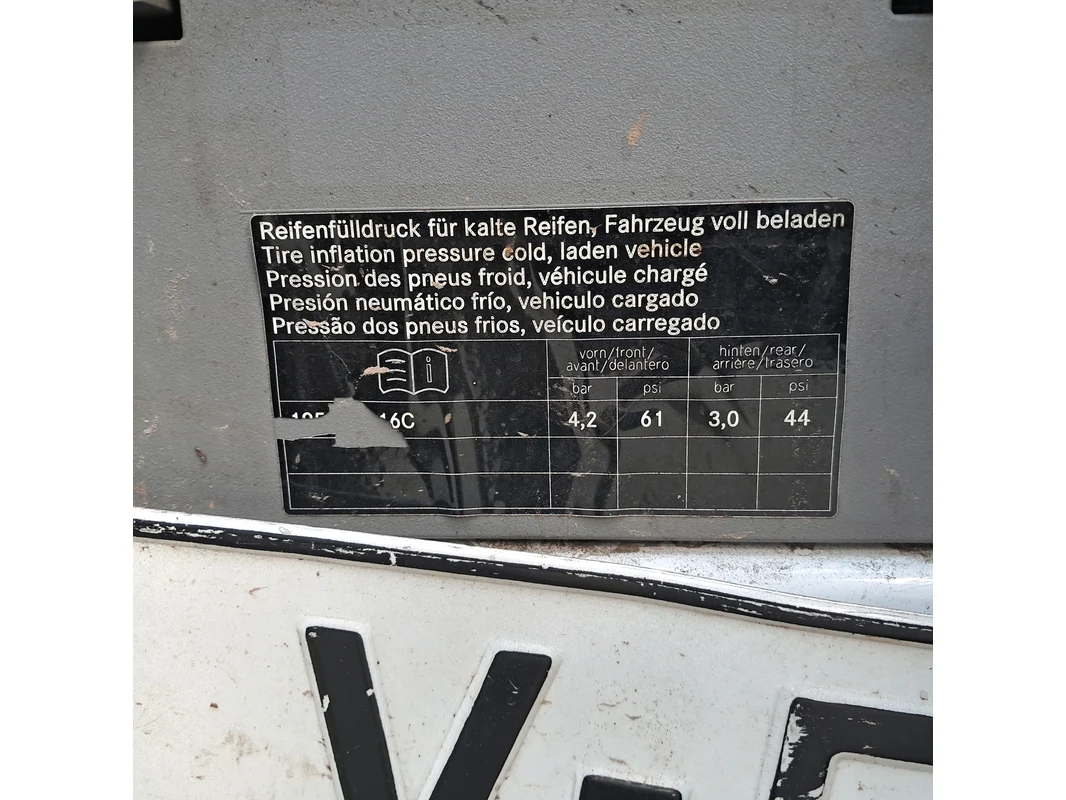 Reifenfülldruck für kalte Reifen, Fahrzeug voll beladen
Tire inflation pressure cold, laden vehicle
Pression des pneus froid, véhicule chargé
Presión neumático frío, vehiculo cargado
Pressão dos pneus frios, veículo carregado
vorn/front/ hinten/rear/
avant/delantero arrière/trasero
i bar psi bar psi
16C 4,2 61 3,0 44